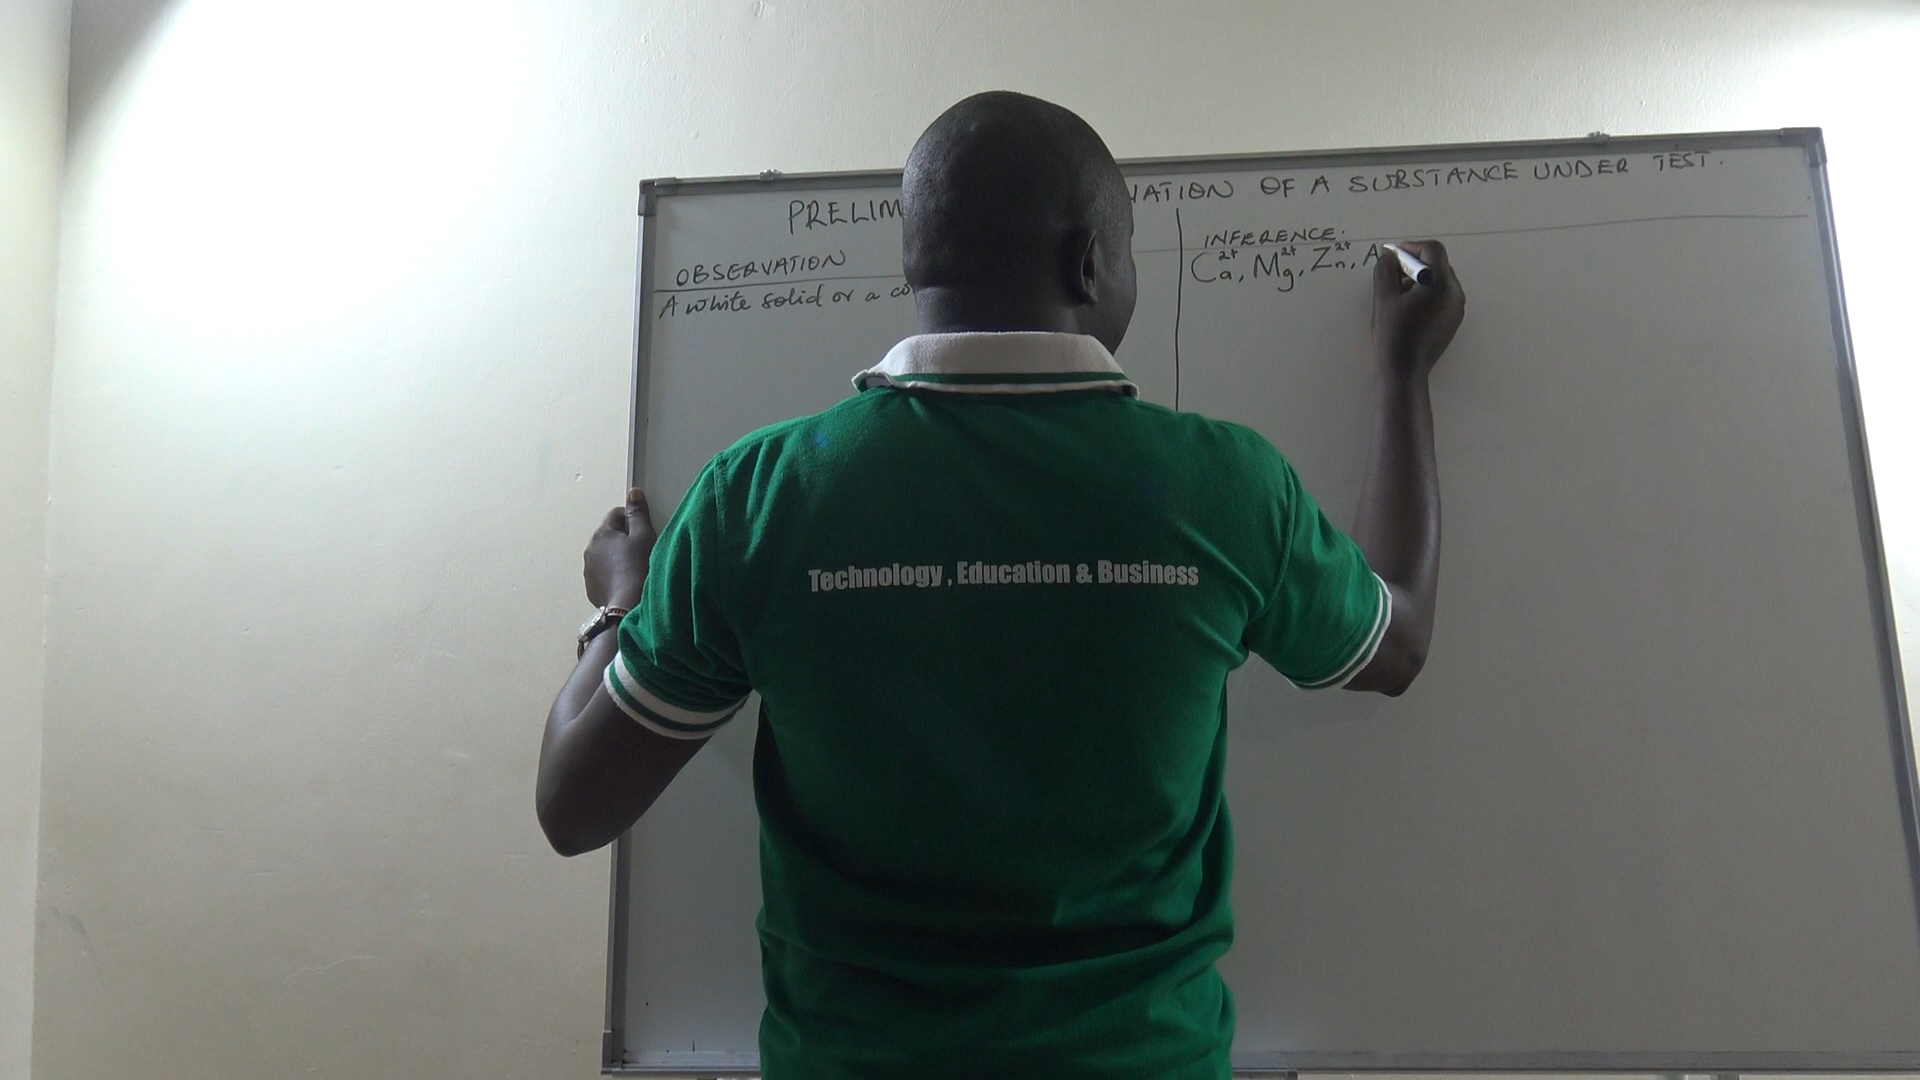 PRELIM NATION OF A SUBSTANCE UNDER TEST.
OBSERVATION
A white solid or a co
INFERENCE.
Ca²⁺, Mg²⁺, Zn²⁺, A
Technology , Education & Business